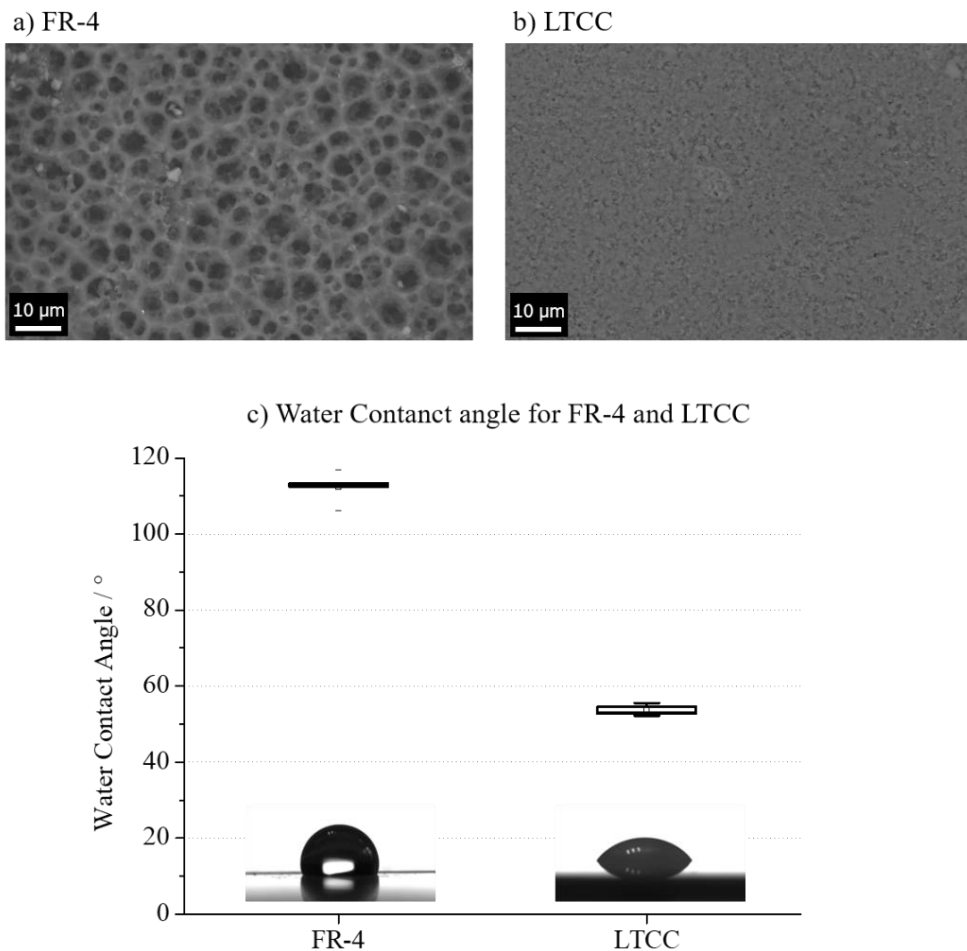 a) FR-4
b) LTCC
10 µm
10 µm
c) Water Contanct angle for FR-4 and LTCC
Water Contact Angle / °
120
100
80
60
40
20
0
FR-4
LTCC